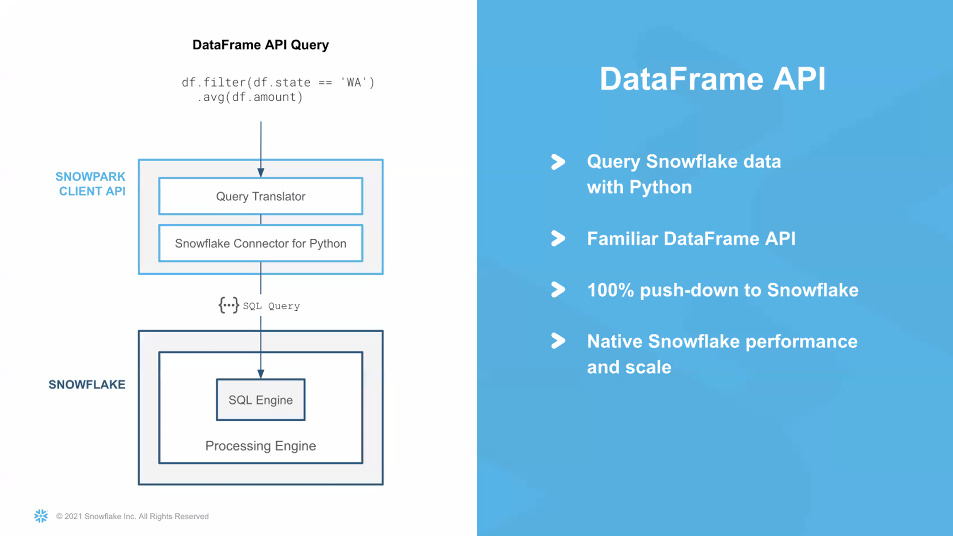 DataFrame API Query
df.filter(df.state == 'WA')
.avg(df.amount)
SNOWPARK
CLIENT API
Query Translator
Snowflake Connector for Python
{···} SQL Query
SNOWFLAKE
SQL Engine
Processing Engine
© 2021 Snowflake Inc. All Rights Reserved
DataFrame API
Query Snowflake data
with Python
Familiar DataFrame API
100% push-down to Snowflake
Native Snowflake performance
and scale